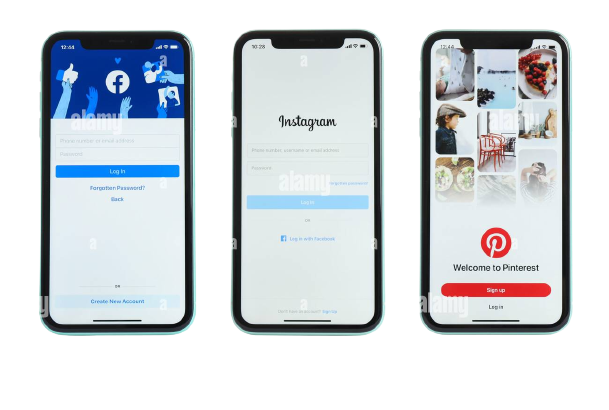 12:44
Phone number or email address
Password
Log In
Forgotten Password?
Back
OR
Create New Account
10:28
Instagram
Phone number, username or email address
Password
Forgotten password?
Log In
OR
Log in with Facebook
Don't have an account? Sign up
12:44
Welcome to Pinterest
Sign up
Log in
alamy
alamy
alamy